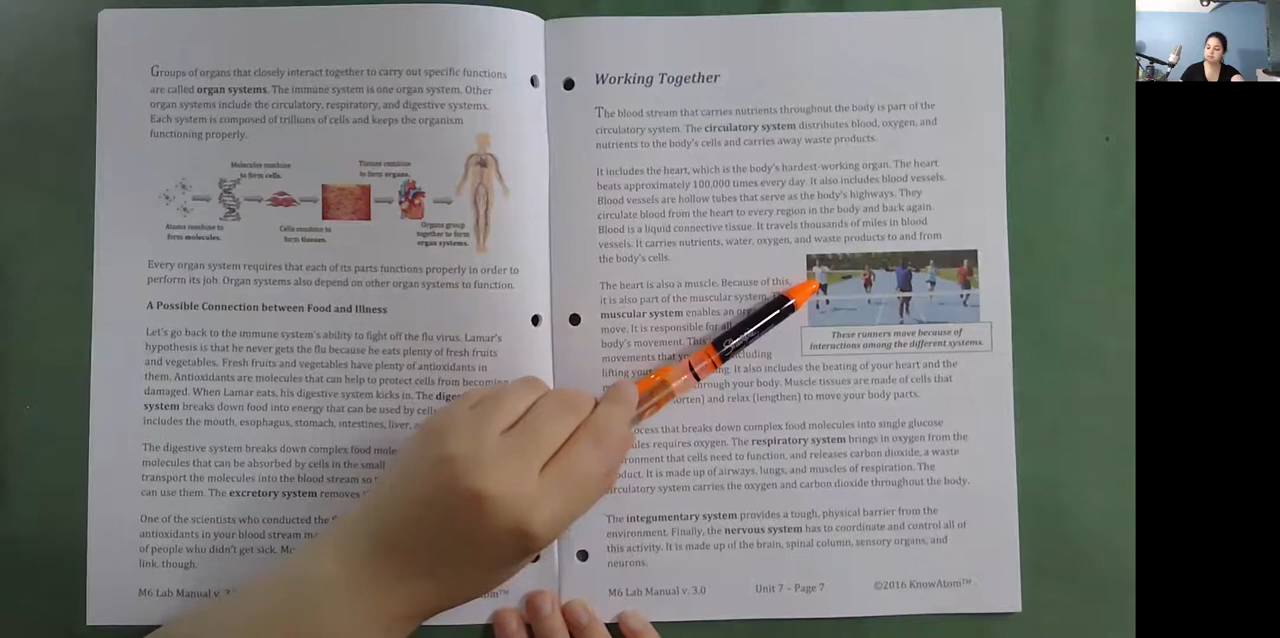 Groups of organs that closely interact together to carry out specific functions
are called organ systems. The immune system is one organ system. Other
organ systems include the circulatory, respiratory, and digestive systems.
Each system is composed of trillions of cells and keeps the organism
functioning properly.
Molecules combine
to form cells.
Tissues combine
to form organs.
Atoms combine to
form molecules.
Cells combine to
form tissues.
Organs group
together to form
organ systems.
Every organ system requires that each of its parts functions properly in order to
perform its job. Organ systems also depend on other organ systems to function.
A Possible Connection between Food and Illness
Let's go back to the immune system's ability to fight off the flu virus. Lamar's
hypothesis is that he never gets the flu because he eats plenty of fresh fruits
and vegetables. Fresh fruits and vegetables have plenty of antioxidants in
them. Antioxidants are molecules that can help to protect cells from becoming
damaged. When Lamar eats, his digestive system kicks in. The
system breaks down food into energy that can be used by
includes the mouth, esophagus, stomach, intestines, liver,
The digestive system breaks down complex food
molecules that can be absorbed by cells in the small
transport the molecules into the blood stream so
can use them. The excretory system removes
One of the scientists who conducted the
antioxidants in your blood stream
of people who didn't get sick.
link, though.
M6 Lab Manual v.
Working Together
The blood stream that carries nutrients throughout the body is part of the
circulatory system. The circulatory system distributes blood, oxygen, and
nutrients to the body's cells and carries away waste products.
It includes the heart, which is the body's hardest-working organ. The heart
beats approximately 100,000 times every day. It also includes blood vessels.
Blood vessels are hollow tubes that serve as the body's highways. They
circulate blood from the heart to every region in the body and back again.
Blood is a liquid connective tissue. It travels thousands of miles in blood
vessels. It carries nutrients, water, oxygen, and waste products to and from
the body's cells.
The heart is also a muscle. Because of this,
it is also part of the muscular system.
muscular system enables an
move. It is responsible for
body's movement.
movements that
lifting It also includes the beating of your heart and the
through your body. Muscle tissues are made of cells that
and relax (lengthen) to move your body parts.
These runners move because of
interactions among the different systems.
that breaks down complex food molecules into single glucose
requires oxygen. The respiratory system brings in oxygen from the
that cells need to function, and releases carbon dioxide, a waste
It is made up of airways, lungs, and muscles of respiration. The
circulatory system carries the oxygen and carbon dioxide throughout the body.
The integumentary system provides a tough, physical barrier from the
environment. Finally, the nervous system has to coordinate and control all of
this activity. It is made up of the brain, spinal column, sensory organs, and
neurons.
M6 Lab Manual v. 3.0 Unit 7 – Page 7 ©2016 KnowAtom™